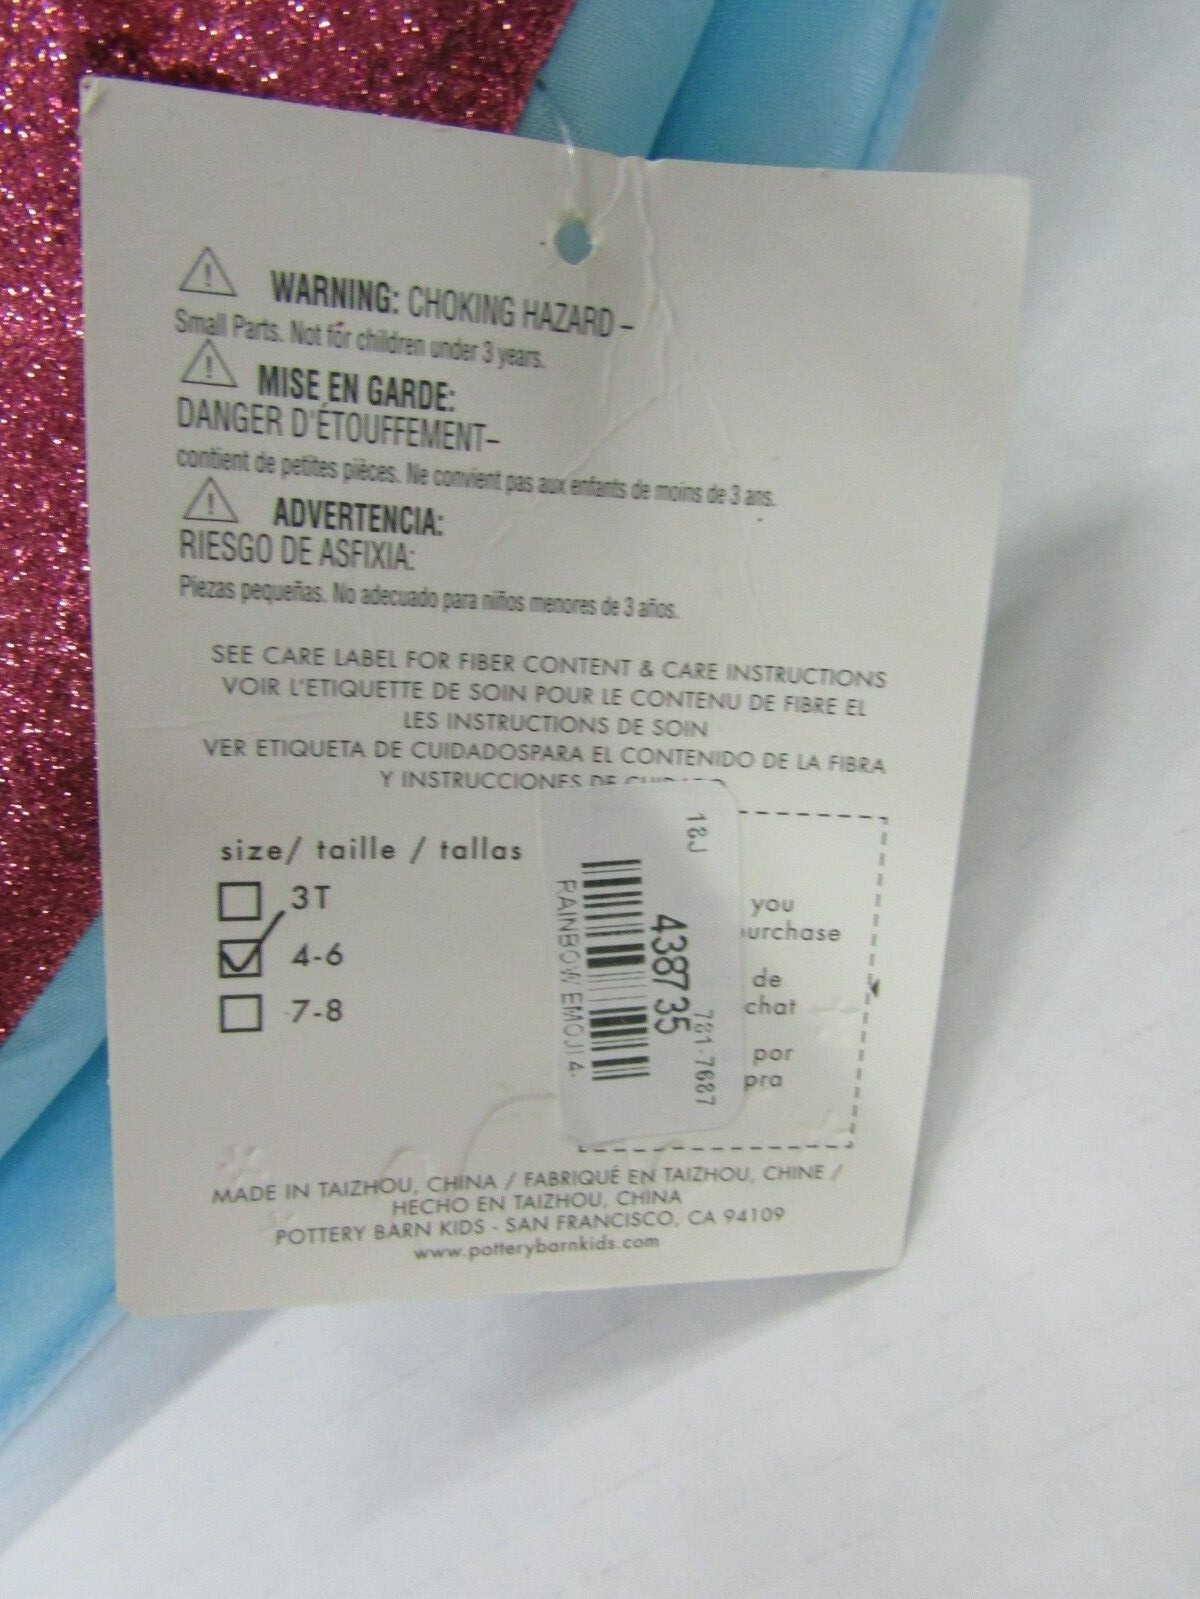 WARNING: CHOKING HAZARD –
Small Parts. Not for children under 3 years.
MISE EN GARDE:
DANGER D'ÉTOUFFEMENT–
contient de petites pièces. Ne convient pas aux enfants de moins de 3 ans.
ADVERTENCIA:
RIESGO DE ASFIXIA:
Piezas pequeñas. No adecuado para niños menores de 3 años.
SEE CARE LABEL FOR FIBER CONTENT & CARE INSTRUCTIONS
VOIR L'ETIQUETTE DE SOIN POUR LE CONTENU DE FIBRE EL
LES INSTRUCTIONS DE SOIN
VER ETIQUETA DE CUIDADOSPARA EL CONTENIDO DE LA FIBRA
Y INSTRUCCIONES DE CUIDADO
size/ taille / tallas
3T
4-6
7-8
18J
781-7687
438735
RAINBOW EMOJI 4-
you
urchase
de
chat
por
pra
MADE IN TAIZHOU, CHINA / FABRIQUÉ EN TAIZHOU, CHINE /
HECHO EN TAIZHOU, CHINA
POTTERY BARN KIDS - SAN FRANCISCO, CA 94109
www.potterybarnkids.com